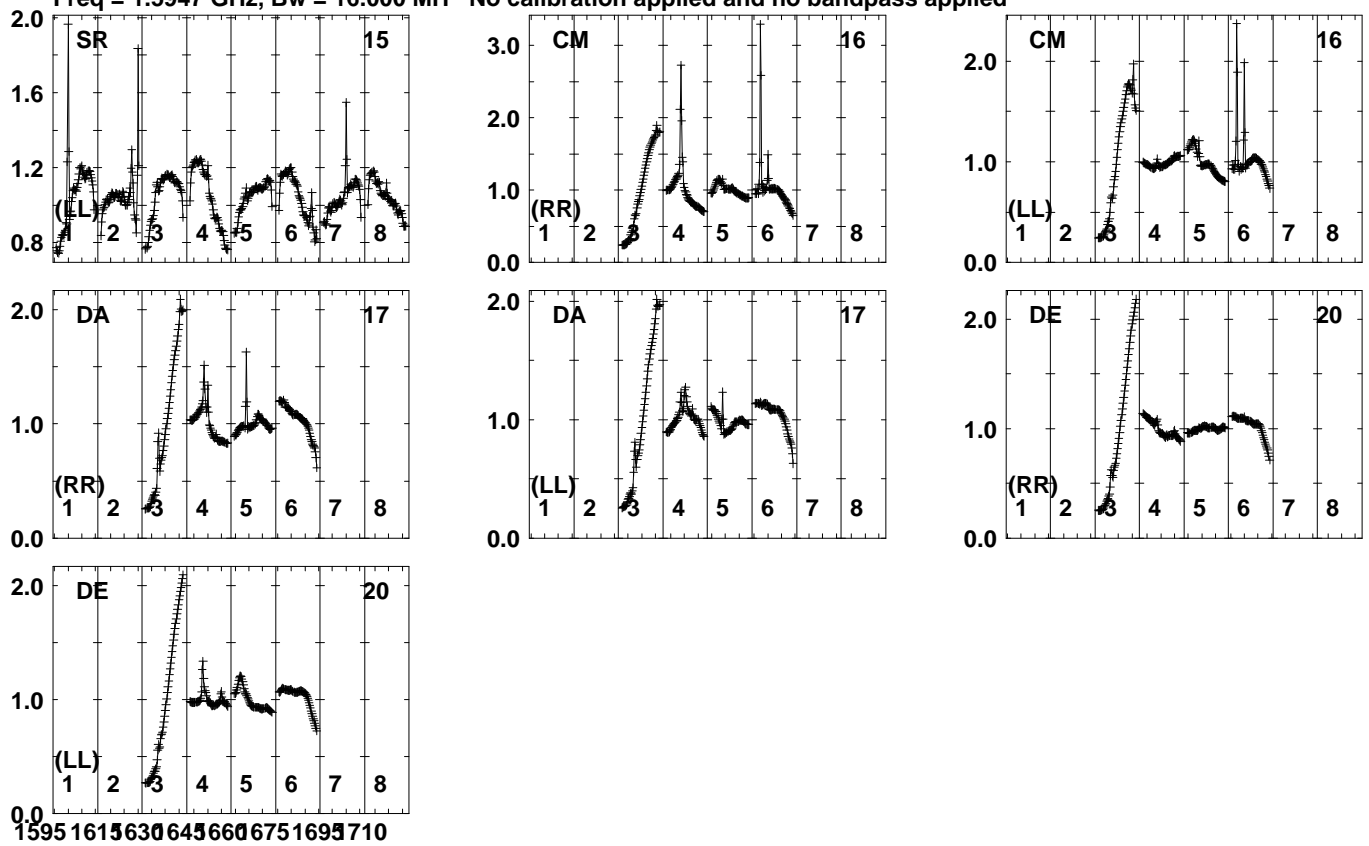 Freq = 1.5947 GHz, Bw = 16.000 MH No calibration applied and no bandpass applied
2.0 SR 15
1.6
1.2
(LL)
0.8 1 2 3 4 5 6 7 8
CM 16
3.0
2.0
1.0
(RR)
1 2 3 4 5 6 7 8
0.0
CM 16
2.0
1.0
(LL)
1 2 3 4 5 6 7 8
0.0
2.0 DA 17
1.0
(RR)
1 2 3 4 5 6 7 8
0.0
2.0 DA 17
1.0
(LL)
1 2 3 4 5 6 7 8
0.0
DE 20
2.0
1.0
(RR)
1 2 3 4 5 6 7 8
0.0
2.0 DE 20
1.0
(LL)
1 2 3 4 5 6 7 8
0.0
1595 1615 1630 1645 1660 1675 1695 1710